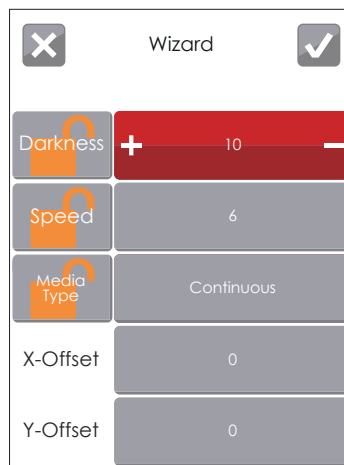 Wizard
Darkness + 10 -
Speed 6
Media
Type
Continuous
X-Offset 0
Y-Offset 0